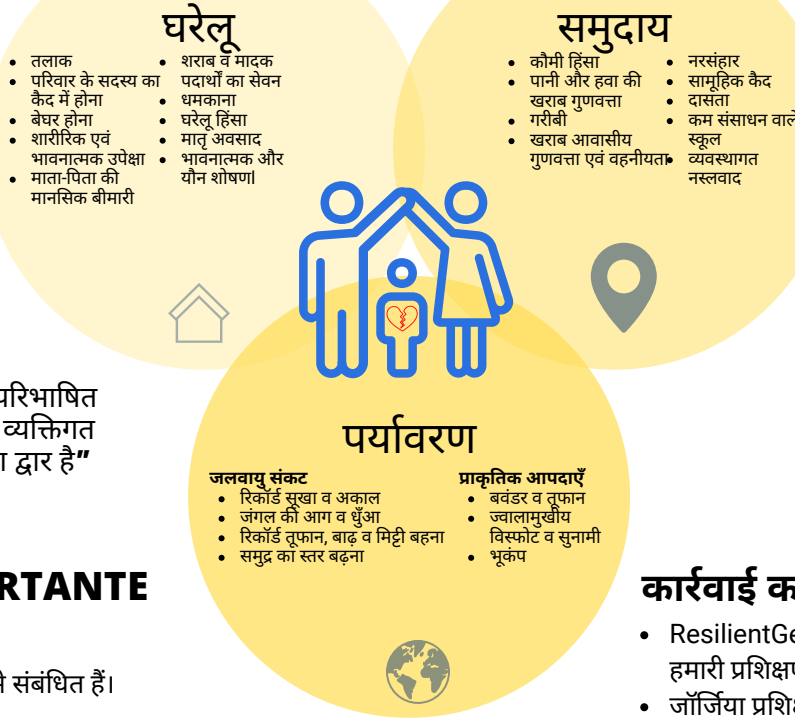 घरेलू
तलाक
परिवार के सदस्य का
कैद में होना
बेघर होना
शारीरिक एवं
भावनात्मक उपेक्षा
माता-पिता की
मानसिक बीमारी
शराब व मादक
पदार्थों का सेवन
धमकाना
घरेलू हिंसा
मातृ अवसाद
भावनात्मक और
यौन शोषण।
समुदाय
कौमी हिंसा
पानी और हवा की
खराब गुणवत्ता
गरीबी
खराब आवासीय
गुणवत्ता एवं वहनीयता
नरसंहार
सामूहिक कैद
दासता
कम संसाधन वाले
स्कूल
व्यवस्थागत
नस्लवाद
परिभाषित
व्यक्तिगत
द्वार है"
पर्यावरण
जलवायु संकट
रिकॉर्ड सूखा व अकाल
जंगल की आग व धुँआ
रिकॉर्ड तूफान, बाढ़ व मिट्टी बहना
समुद्र का स्तर बढ़ना
प्राकृतिक आपदाएँ
बवंडर व तूफान
ज्वालामुखीय
विस्फोट व सुनामी
भूकंप
RTANTE
संबंधित हैं।
कार्रवाई
ResilientGe
हमारी
जॉर्जिया